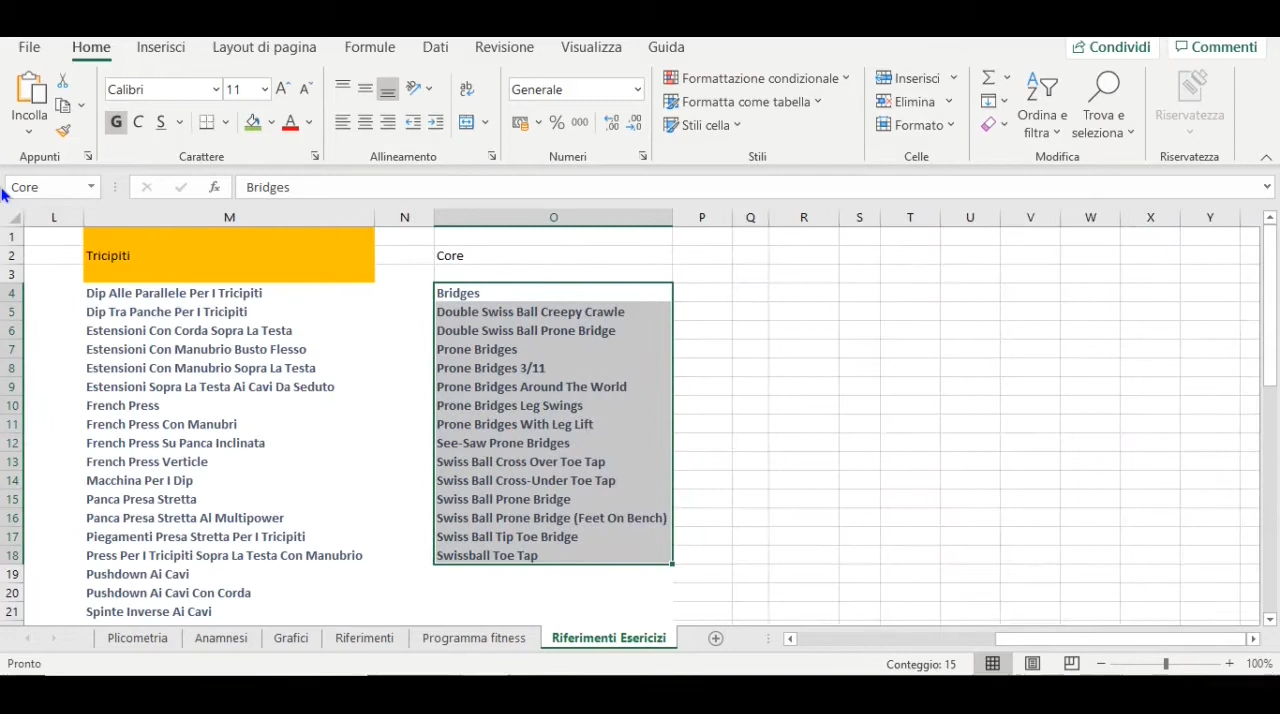 File Home Inserisci Layout di pagina Formule Dati Revisione Visualizza Guida Condividi Commenti
Incolla
Calibri 11
G C S A
ab
Generale
% 000
Formattazione condizionale
Formatta come tabella
Stili cella
Inserisci
Elimina
Formato
Ordina e filtra
Trova e seleziona
Riservatezza
Appunti Carattere Allineamento Numeri Stili Celle Modifica Riservatezza
Core fx Bridges
L M N O P Q R S T U V W X Y
1
2 Tricipiti Core
3
4 Dip Alle Parallele Per I Tricipiti Bridges
5 Dip Tra Panche Per I Tricipiti Double Swiss Ball Creepy Crawle
6 Estensioni Con Corda Sopra La Testa Double Swiss Ball Prone Bridge
7 Estensioni Con Manubrio Busto Flesso Prone Bridges
8 Estensioni Con Manubrio Sopra La Testa Prone Bridges 3/11
9 Estensioni Sopra La Testa Ai Cavi Da Seduto Prone Bridges Around The World
10 French Press Prone Bridges Leg Swings
11 French Press Con Manubri Prone Bridges With Leg Lift
12 French Press Su Panca Inclinata See-Saw Prone Bridges
13 French Press Verticle Swiss Ball Cross Over Toe Tap
14 Macchina Per I Dip Swiss Ball Cross-Under Toe Tap
15 Panca Presa Stretta Swiss Ball Prone Bridge
16 Panca Presa Stretta Al Multipower Swiss Ball Prone Bridge (Feet On Bench)
17 Piegamenti Presa Stretta Per I Tricipiti Swiss Ball Tip Toe Bridge
18 Press Per I Tricipiti Sopra La Testa Con Manubrio Swissball Toe Tap
19 Pushdown Ai Cavi
20 Pushdown Ai Cavi Con Corda
21 Spinte Inverse Ai Cavi
Plicometria Anamnesi Grafici Riferimenti Programma fitness Riferimenti Esericizi
Pronto Conteggio: 15 100%